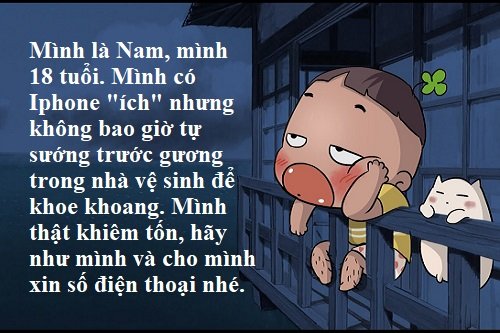 Mình là Nam, mình
18 tuổi. Mình có
Iphone "ích" nhưng
không bao giờ tự
sướng trước gương
trong nhà vệ sinh để
khoe khoang. Mình
thật khiêm tốn, hãy
như mình và cho mình
xin số điện thoại nhé.